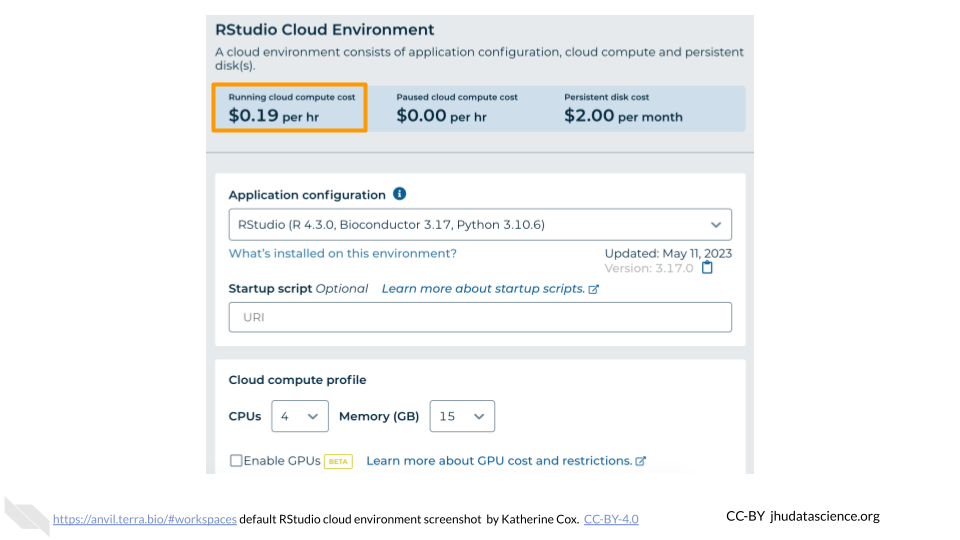 RStudio Cloud Environment
A cloud environment consists of application configuration, cloud compute and persistent
disk(s).
Running cloud compute cost
$0.19 per hr
Paused cloud compute cost
$0.00 per hr
Persistent disk cost
$2.00 per month
Application configuration
RStudio (R 4.3.0, Bioconductor 3.17, Python 3.10.6)
What's installed on this environment?
Updated: May 11, 2023
Version: 3.17.0
Startup script Optional Learn more about startup scripts.
URI
Cloud compute profile
CPUs 4 Memory (GB) 15
Enable GPUs BETA Learn more about GPU cost and restrictions.
https://anvil.terra.bio/#workspaces default RStudio cloud environment screenshot by Katherine Cox. CC-BY-4.0
CC-BY jhudatascience.org